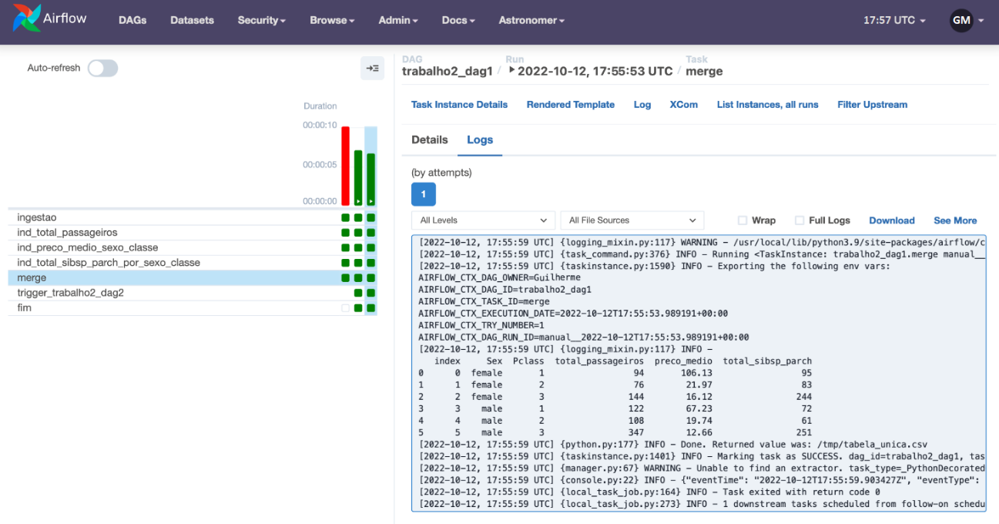 Airflow DAGs Datasets Security Browse Admin Docs Astronomer 17:57 UTC GM
Auto-refresh
Duration
00:00:10
00:00:05
00:00:00
ingestao
ind_total_passageiros
ind_preco_medio_sexo_classe
ind_total_sibsp_parch_por_sexo_classe
merge
trigger_trabalho2_dag2
fim
DAG Run Task
trabalho2_dag1 / 2022-10-12, 17:55:53 UTC / merge
Task Instance Details Rendered Template Log XCom List Instances, all runs Filter Upstream
Details Logs
(by attempts)
1
All Levels All File Sources Wrap Full Logs Download See More
[2022-10-12, 17:55:59 UTC] {logging_mixin.py:117} WARNING - /usr/local/lib/python3.9/site-packages/airflow/c
[2022-10-12, 17:55:59 UTC] {task_command.py:376} INFO - Running <TaskInstance: trabalho2_dag1.merge manual__
[2022-10-12, 17:55:59 UTC] {taskinstance.py:1590} INFO - Exporting the following env vars:
AIRFLOW_CTX_DAG_OWNER=Guilherme
AIRFLOW_CTX_DAG_ID=trabalho2_dag1
AIRFLOW_CTX_TASK_ID=merge
AIRFLOW_CTX_EXECUTION_DATE=2022-10-12T17:55:53.989191+00:00
AIRFLOW_CTX_TRY_NUMBER=1
AIRFLOW_CTX_DAG_RUN_ID=manual__2022-10-12T17:55:53.989191+00:00
[2022-10-12, 17:55:59 UTC] {logging_mixin.py:117} INFO -
index Sex Pclass total_passageiros preco_medio total_sibsp_parch
0 0 female 1 94 106.13 95
1 1 female 2 76 21.97 83
2 2 female 3 144 16.12 244
3 3 male 1 122 67.23 72
4 4 male 2 108 19.74 61
5 5 male 3 347 12.66 251
[2022-10-12, 17:55:59 UTC] {python.py:177} INFO - Done. Returned value was: /tmp/tabela_unica.csv
[2022-10-12, 17:55:59 UTC] {taskinstance.py:1401} INFO - Marking task as SUCCESS. dag_id=trabalho2_dag1, tas
[2022-10-12, 17:55:59 UTC] {manager.py:67} WARNING - Unable to find an extractor. task_type=_PythonDecorated
[2022-10-12, 17:55:59 UTC] {console.py:22} INFO - {"eventTime": "2022-10-12T17:55:59.903427Z", "eventType":
[2022-10-12, 17:55:59 UTC] {local_task_job.py:164} INFO - Task exited with return code 0
[2022-10-12, 17:55:59 UTC] {local_task_job.py:273} INFO - 1 downstream tasks scheduled from follow-on schedu